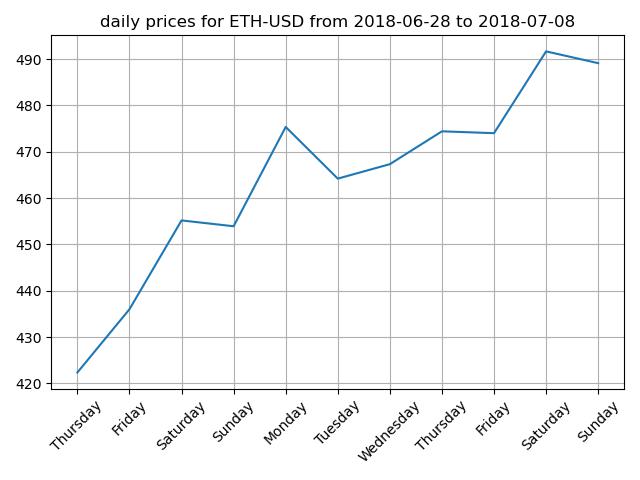 daily prices for ETH-USD from 2018-06-28 to 2018-07-08
490
480
470
460
450
440
430
420
Thursday
Friday
Saturday
Sunday
Monday
Tuesday
Wednesday
Thursday
Friday
Saturday
Sunday